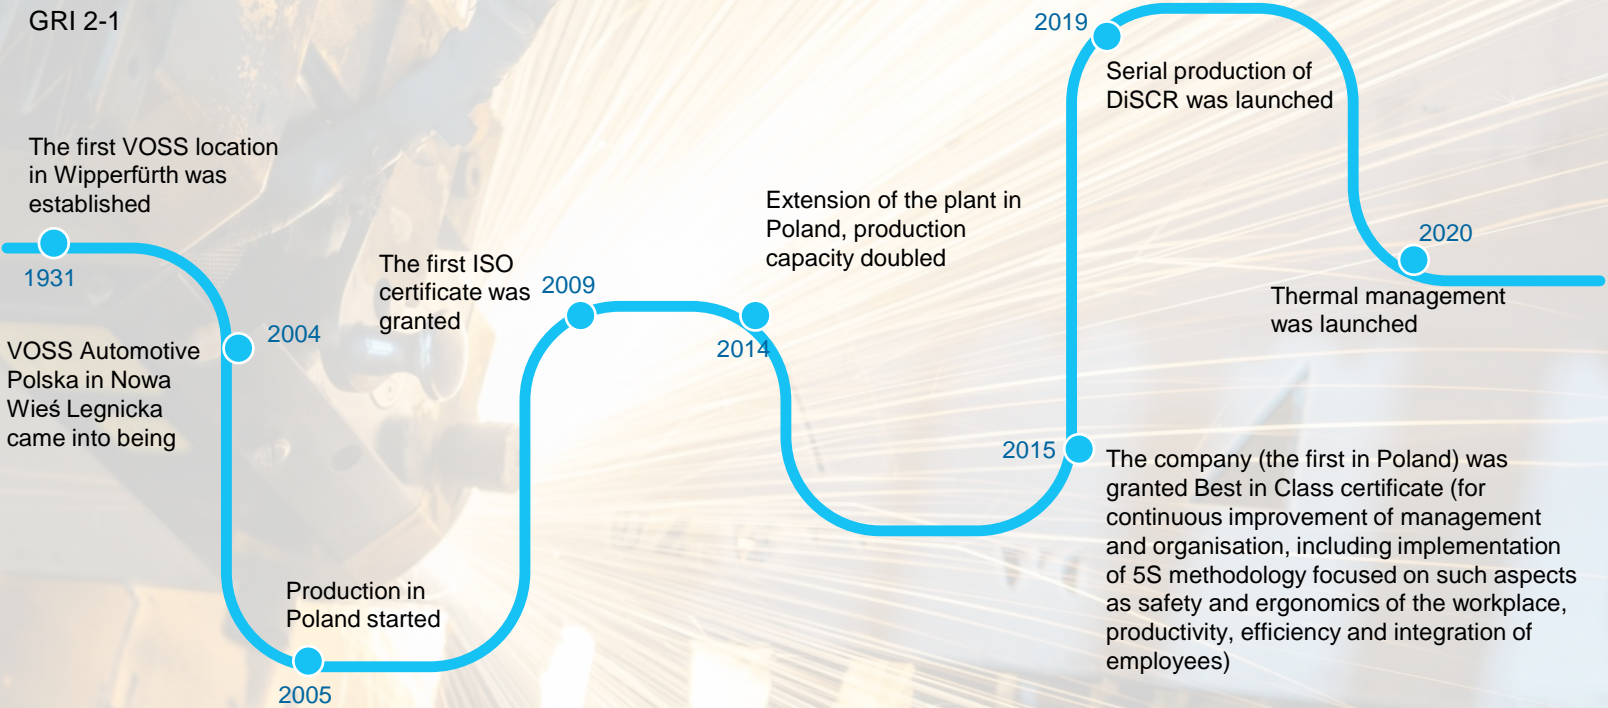 GRI 2-1
The first VOSS location
in Wipperfürth was
established
1931
2004
VOSS Automotive
Polska in Nowa
Wieś Legnicka
came into being
Production in
Poland started
2005
The first ISO
certificate was
granted
2009
Extension of the plant in
Poland, production
capacity doubled
2014
2015
The company (the first in Poland) was
granted Best in Class certificate (for
continuous improvement of management
and organisation, including implementation
of 5S methodology focused on such aspects
as safety and ergonomics of the workplace,
productivity, efficiency and integration of
employees)
2019
Serial production of
DiSCR was launched
2020
Thermal management
was launched